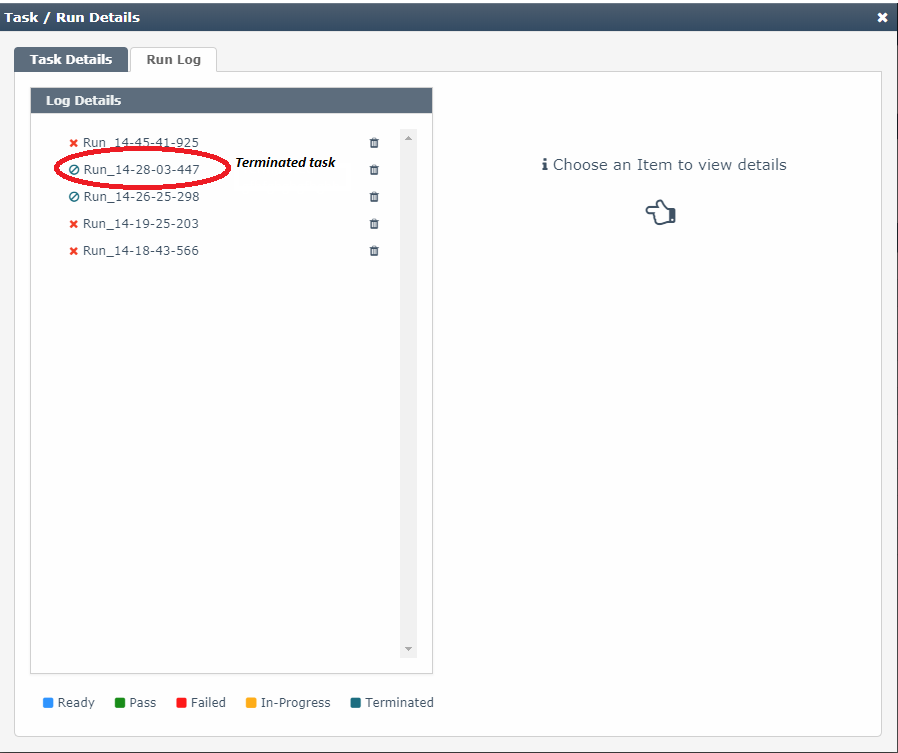 Task / Run Details
Task Details
Run Log
Log Details
Run_14-45-41-925
Run_14-28-03-447
Terminated task
Run_14-26-25-298
Run_14-19-25-203
Run_14-18-43-566
Choose an Item to view details
Ready
Pass
Failed
In-Progress
Terminated